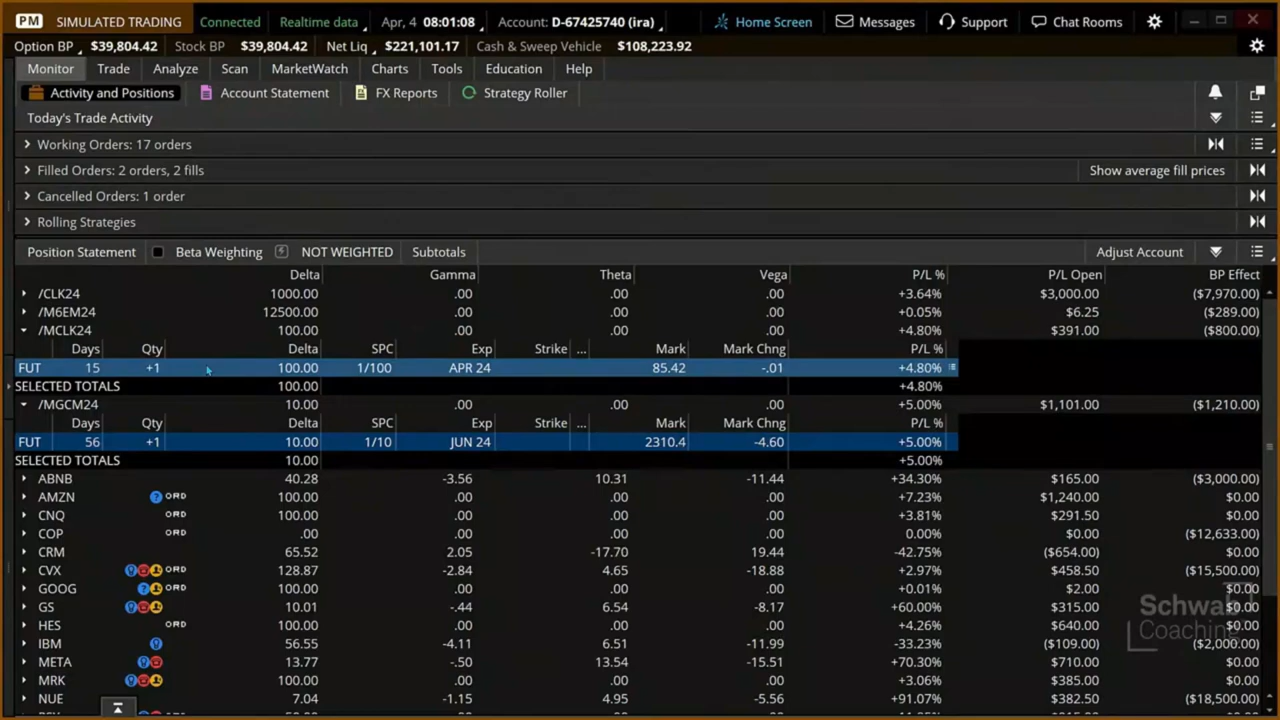 PM SIMULATED TRADING Connected Realtime data Apr, 4 08:01:08 Account: D-67425740 (ira) Home Screen Messages Support Chat Rooms
Option BP $39,804.42 Stock BP $39,804.42 Net Liq $221,101.17 Cash & Sweep Vehicle $108,223.92
Monitor Trade Analyze Scan MarketWatch Charts Tools Education Help
Activity and Positions Account Statement FX Reports Strategy Roller
Today's Trade Activity
Working Orders: 17 orders
Filled Orders: 2 orders, 2 fills Show average fill prices
Cancelled Orders: 1 order
Rolling Strategies
Position Statement Beta Weighting NOT WEIGHTED Subtotals Adjust Account
Delta Gamma Theta Vega P/L % P/L Open BP Effect
/CLK24 1000.00 .00 .00 .00 +3.64% $3,000.00 ($7,970.00)
/M6EM24 12500.00 .00 .00 .00 +0.05% $6.25 ($289.00)
/MCLK24 100.00 .00 .00 .00 +4.80% $391.00 ($800.00)
Days Qty Delta SPC Exp Strike ... Mark Mark Chng P/L %
FUT 15 +1 100.00 1/100 APR 24 85.42 -.01 +4.80%
SELECTED TOTALS 100.00 +4.80%
/MGCM24 10.00 .00 .00 .00 +5.00% $1,101.00 ($1,210.00)
Days Qty Delta SPC Exp Strike ... Mark Mark Chng P/L %
FUT 56 +1 10.00 1/10 JUN 24 2310.4 -4.60 +5.00%
SELECTED TOTALS 10.00 +5.00%
ABNB 40.28 -3.56 10.31 -11.44 +34.30% $165.00 ($3,000.00)
AMZN ? ORD 100.00 .00 .00 .00 +7.23% $1,240.00 $0.00
CNQ ORD 100.00 .00 .00 .00 +3.81% $291.50 $0.00
COP ORD .00 .00 .00 .00 0.00% $0.00 ($12,633.00)
CRM 65.52 2.05 -17.70 19.44 -42.75% ($654.00) $0.00
CVX ORD 128.87 -2.84 4.65 -18.88 +2.97% $458.50 ($15,500.00)
GOOG ? ORD 100.00 .00 .00 .00 +0.01% $2.00 $0.00
GS 10.01 -.44 6.54 -8.17 +60.00% $315.00 $0.00
HES ORD 100.00 .00 .00 .00 +4.26% $640.00 $0.00
IBM 56.55 -4.11 6.51 -11.99 -33.23% ($109.00) ($2,000.00)
META 13.77 -.50 13.54 -15.51 +70.30% $710.00 $0.00
MRK 100.00 .00 .00 .00 +3.06% $385.00 $0.00
NUE 7.04 -1.15 4.95 -5.56 +91.07% $382.50 ($18,500.00)
Schwab
Coaching